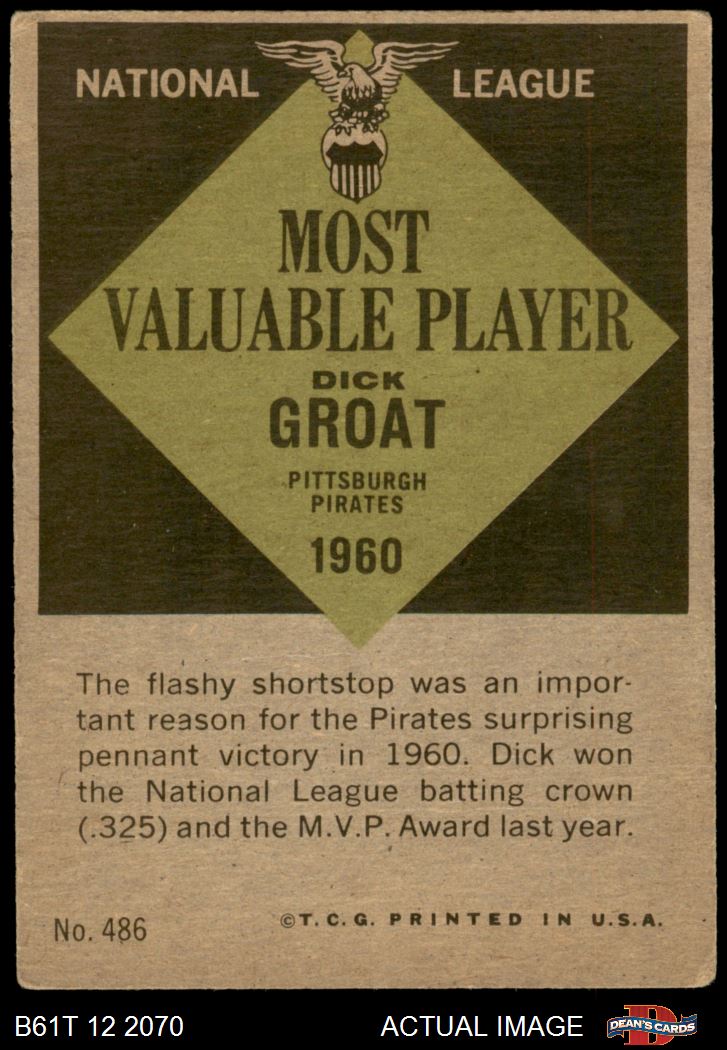 NATIONAL LEAGUE
MOST
VALUABLE PLAYER
DICK
GROAT
PITTSBURGH
PIRATES
1960
The flashy shortstop was an impor-
tant reason for the Pirates surprising
pennant victory in 1960. Dick won
the National League batting crown
(.325) and the M.V.P. Award last year.
No. 486
©T.C.G. PRINTED IN U.S.A.
B61T 12 2070
ACTUAL IMAGE
D
DEAN'S CARDS